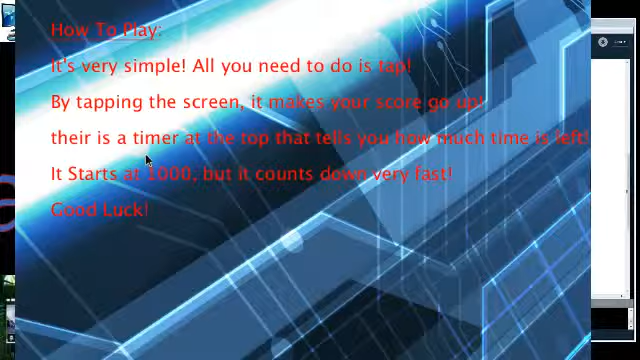 How To Play:
It's very simple! All you need to do is tap!
By tapping the screen, it makes your score go up!
their is a timer at the top that tells you how much time is left!
It Starts at 1000, but it counts down very fast!
Good Luck!